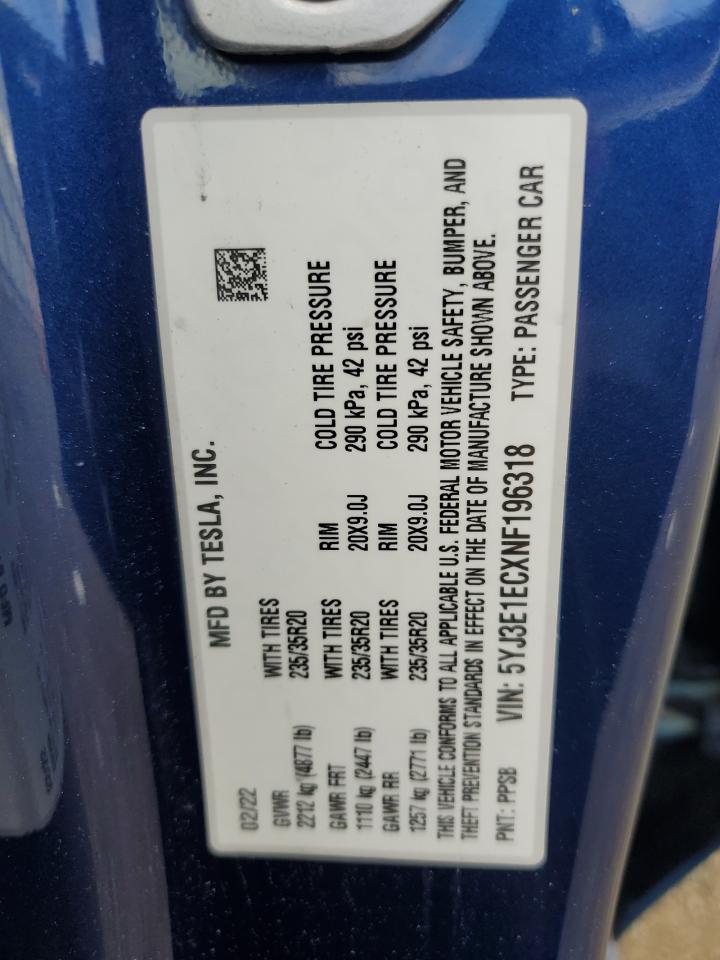 MFD BY TESLA, INC.
02/22
GVWR WITH TIRES
2212 kg (4877 lb) 235/35R20
GAWR FRT WITH TIRES RIM COLD TIRE PRESSURE
1110 kg (2447 lb) 235/35R20 20X9.0J 290 kPa, 42 psi
GAWR RR WITH TIRES RIM COLD TIRE PRESSURE
1257 kg (2771 lb) 235/35R20 20X9.0J 290 kPa, 42 psi
THIS VEHICLE CONFORMS TO ALL APPLICABLE U.S. FEDERAL MOTOR VEHICLE SAFETY, BUMPER, AND
THEFT PREVENTION STANDARDS IN EFFECT ON THE DATE OF MANUFACTURE SHOWN ABOVE.
PNT: PPSB VIN: 5YJ3E1ECXNF196318 TYPE: PASSENGER CAR